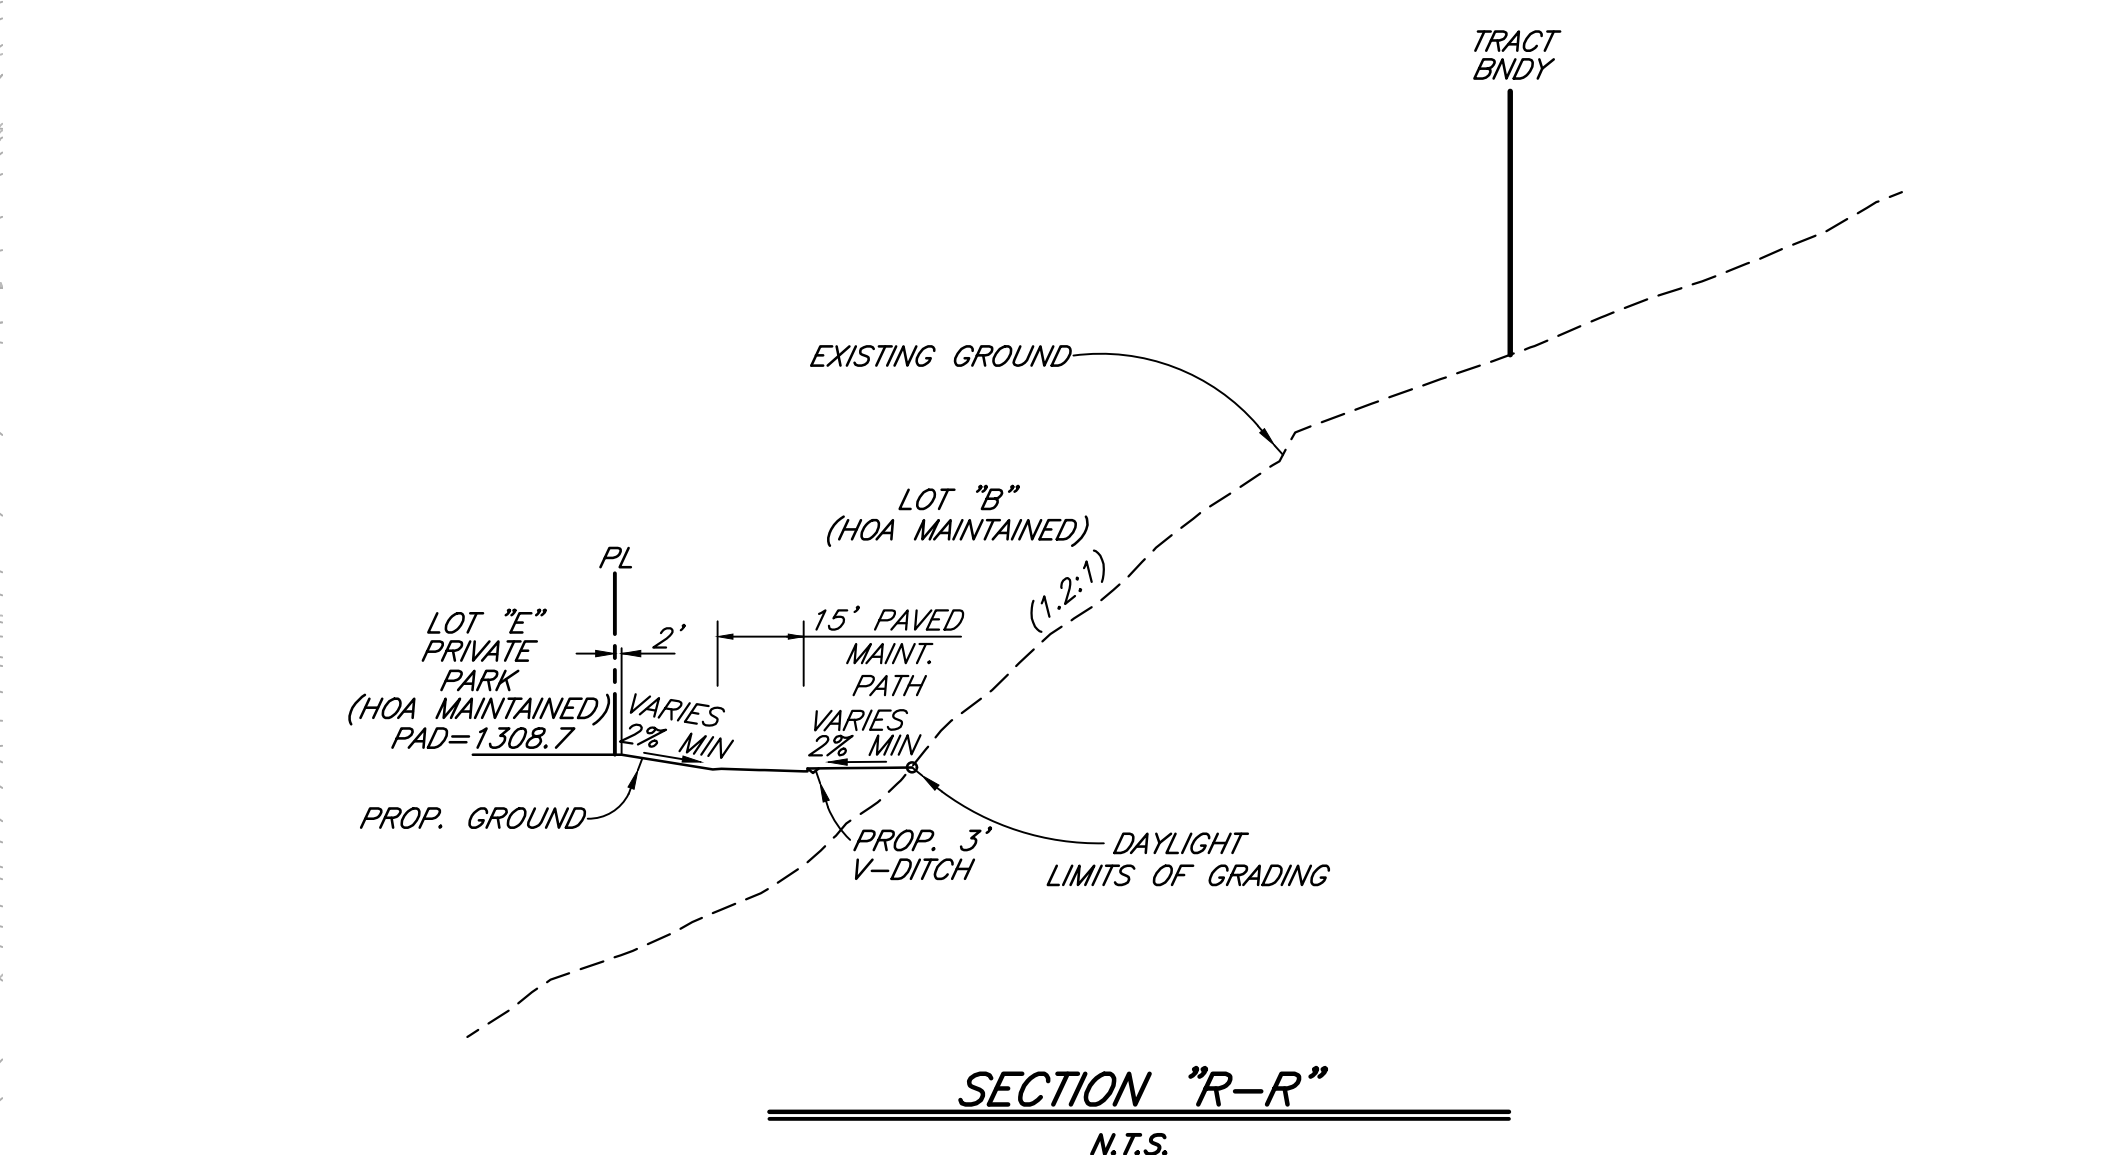 TRACT
BNDY
EXISTING GROUND
LOT "B"
(HOA MAINTAINED)
(1.2:1)
PL
LOT "E"
PRIVATE
PARK
(HOA MAINTAINED)
PAD=1308.7
2'
15' PAVED
MAINT.
PATH
VARIES
2% MIN
VARIES
2% MIN
PROP. GROUND
PROP. 3'
V-DITCH
DAYLIGHT
LIMITS OF GRADING
SECTION "R-R"
N.T.S.